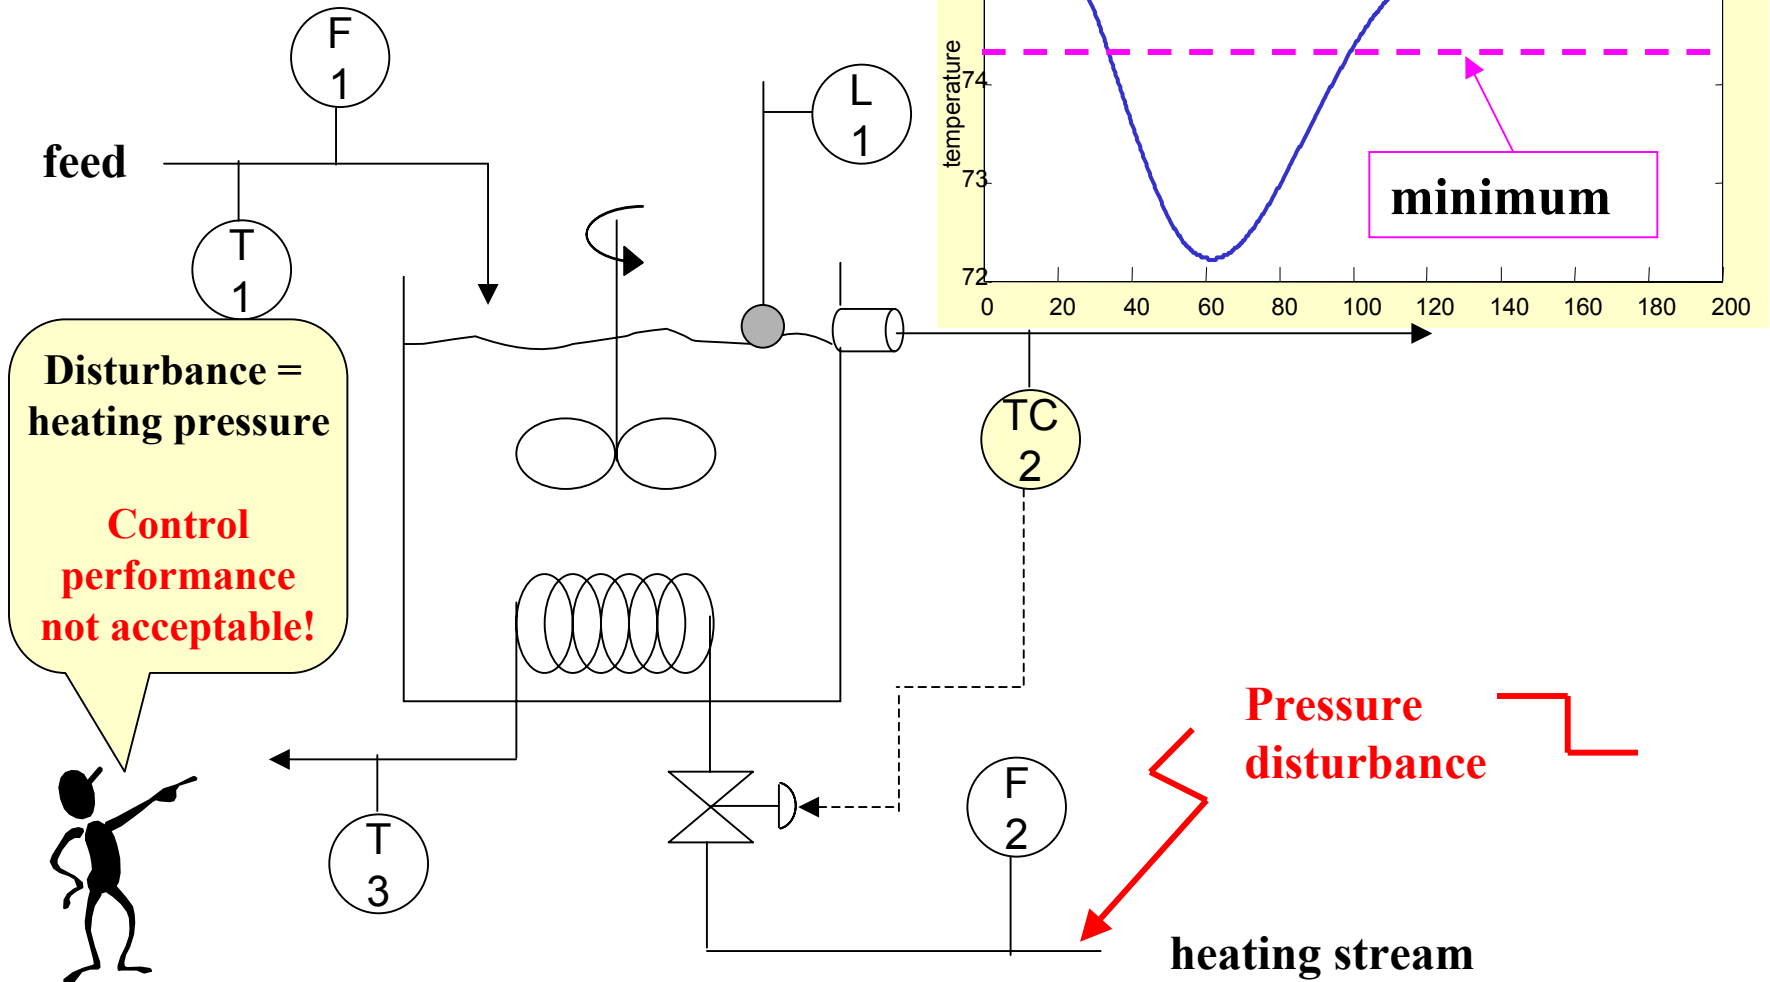 F
1
L
1
feed
T
1
temperature
74
73
72
0 20 40 60 80 100 120 140 160 180 200
minimum
Disturbance =
heating pressure
Control
performance
not acceptable!
TC
2
Pressure
disturbance
F
2
T
3
heating stream